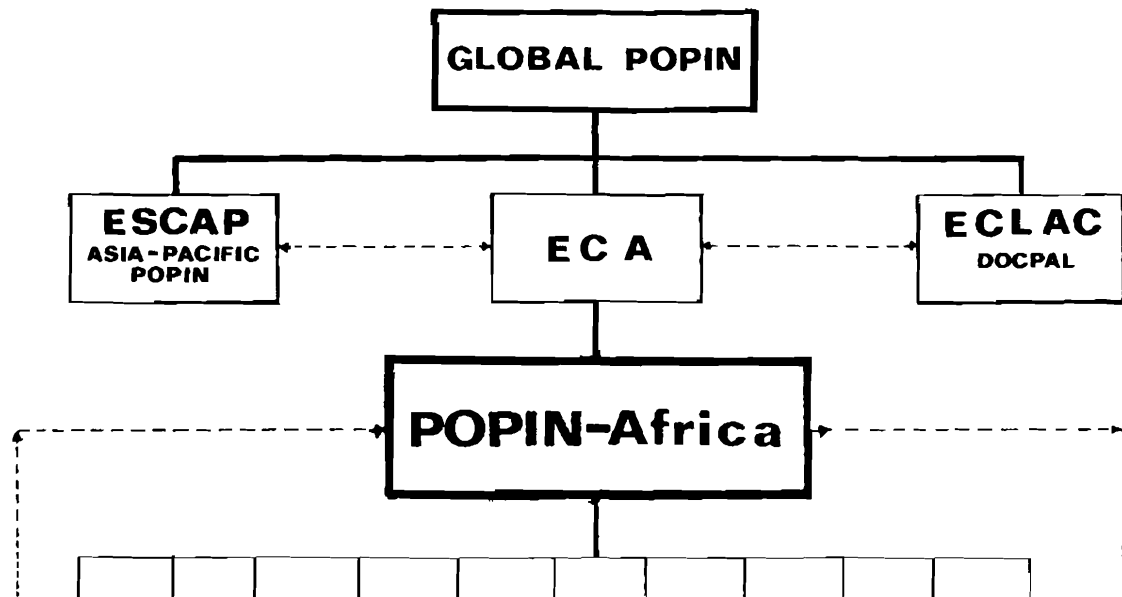 GLOBAL POPIN
ESCAP
ASIA-PACIFIC
POPIN
ECA
ECLAC
DOCPAL
POPIN-Africa